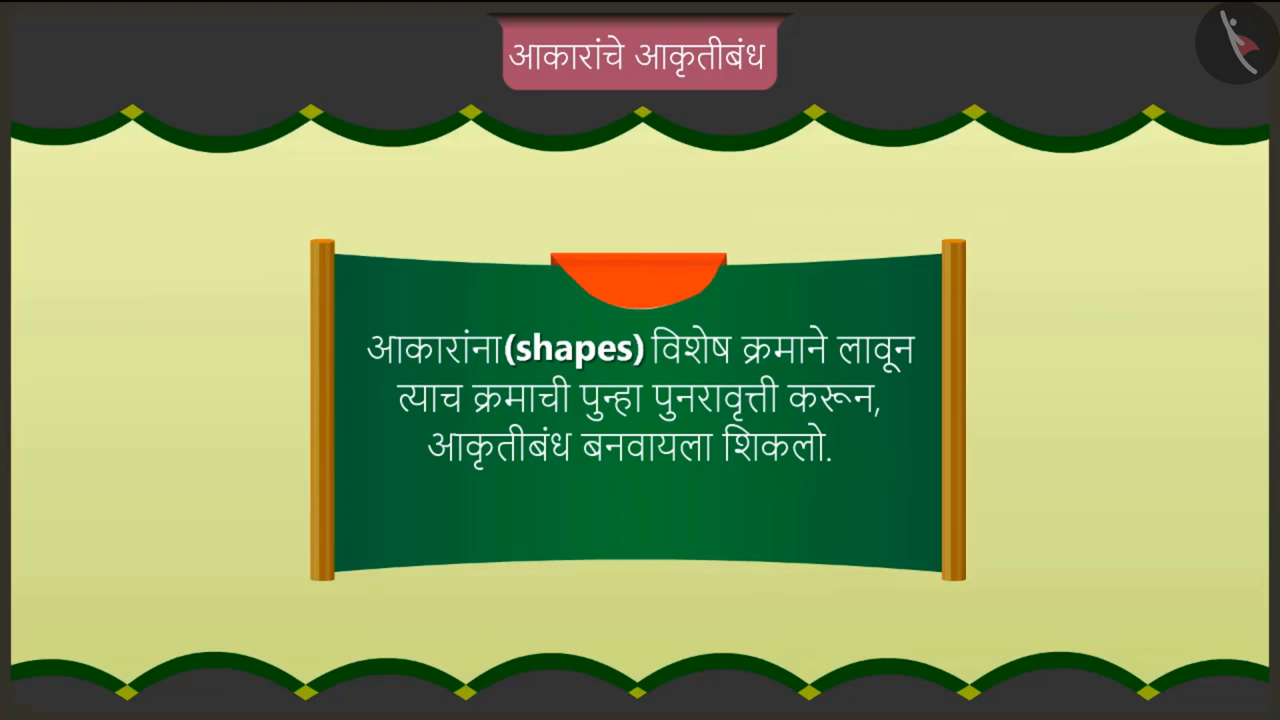 आकारांचे आकृतीबंध
आकारांना(shapes) विशेष क्रमाने लावून
त्याच क्रमाची पुन्हा पुनरावृत्ती करून,
आकृतीबंध बनवायला शिकलो.